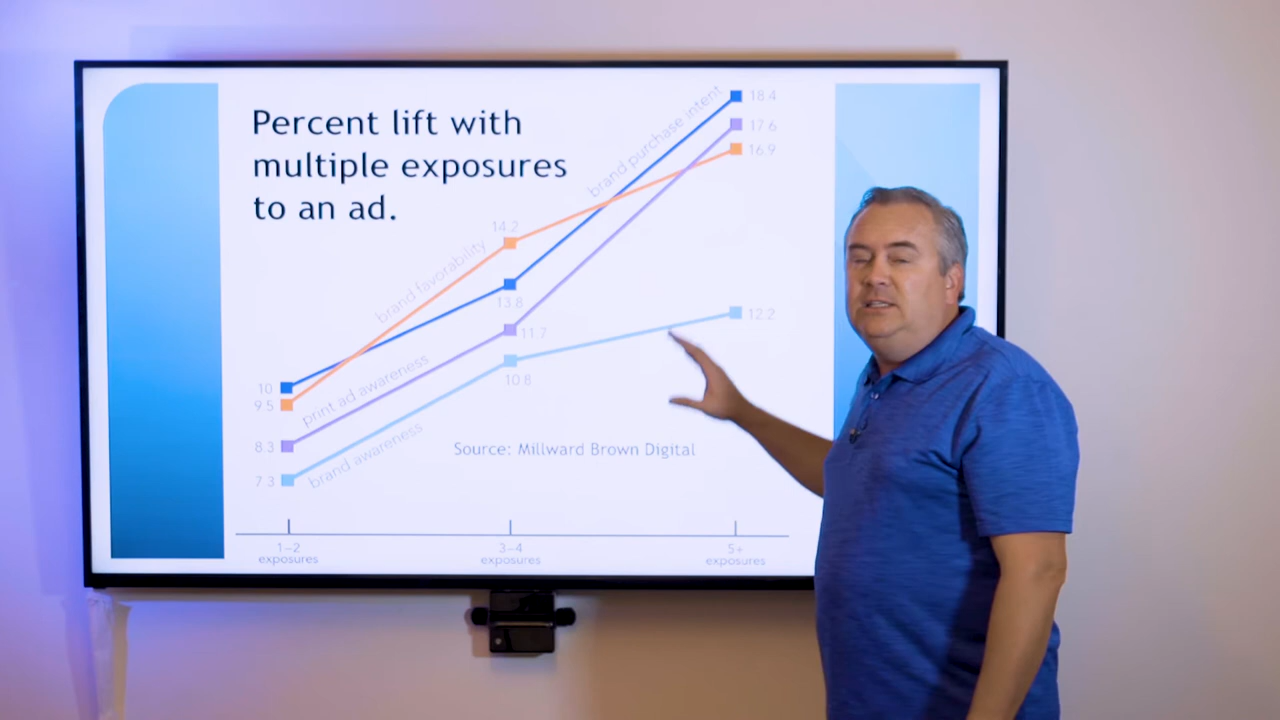 Percent lift with
multiple exposures
to an ad.
brand purchase intent
18.4
17.6
16.9
14.2
brand favorability
13.8
11.7
12.2
10
9.5
print ad awareness
10.8
8.3
brand awareness
Source: Millward Brown Digital
7.3
1–2
exposures
3–4
exposures
5+
exposures